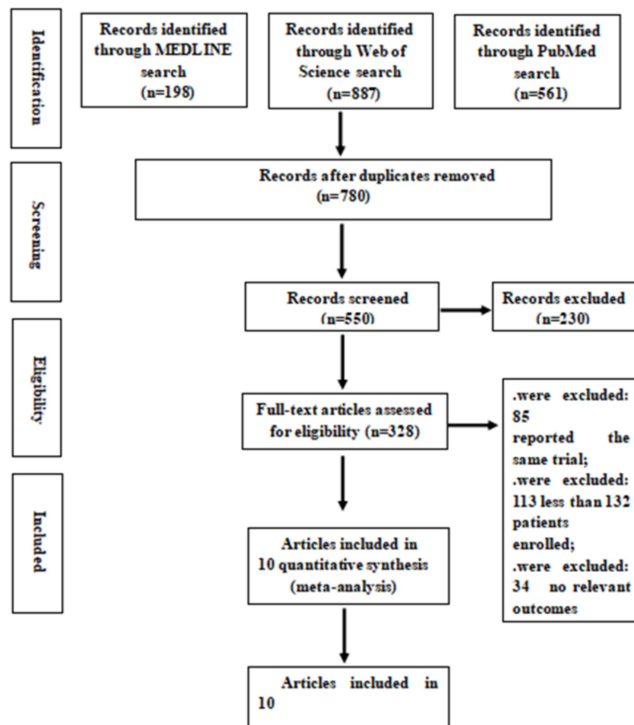 Identification
Records identified
through MEDLINE
search
(n=198)
Records identified
through Web of
Science search
(n=887)
Records identified
through PubMed
search
(n=561)
Screening
Records after duplicates removed
(n=780)
Records screened
(n=550)
Records excluded
(n=230)
Eligibility
Full-text articles assessed
for eligibility (n=328)
.were excluded:
85
reported the
same trial;
.were excluded:
113 less than 132
patients
enrolled;
.were excluded:
34 no relevant
outcomes
Included
Articles included in
10 quantitative synthesis
(meta-analysis)
Articles included in
10